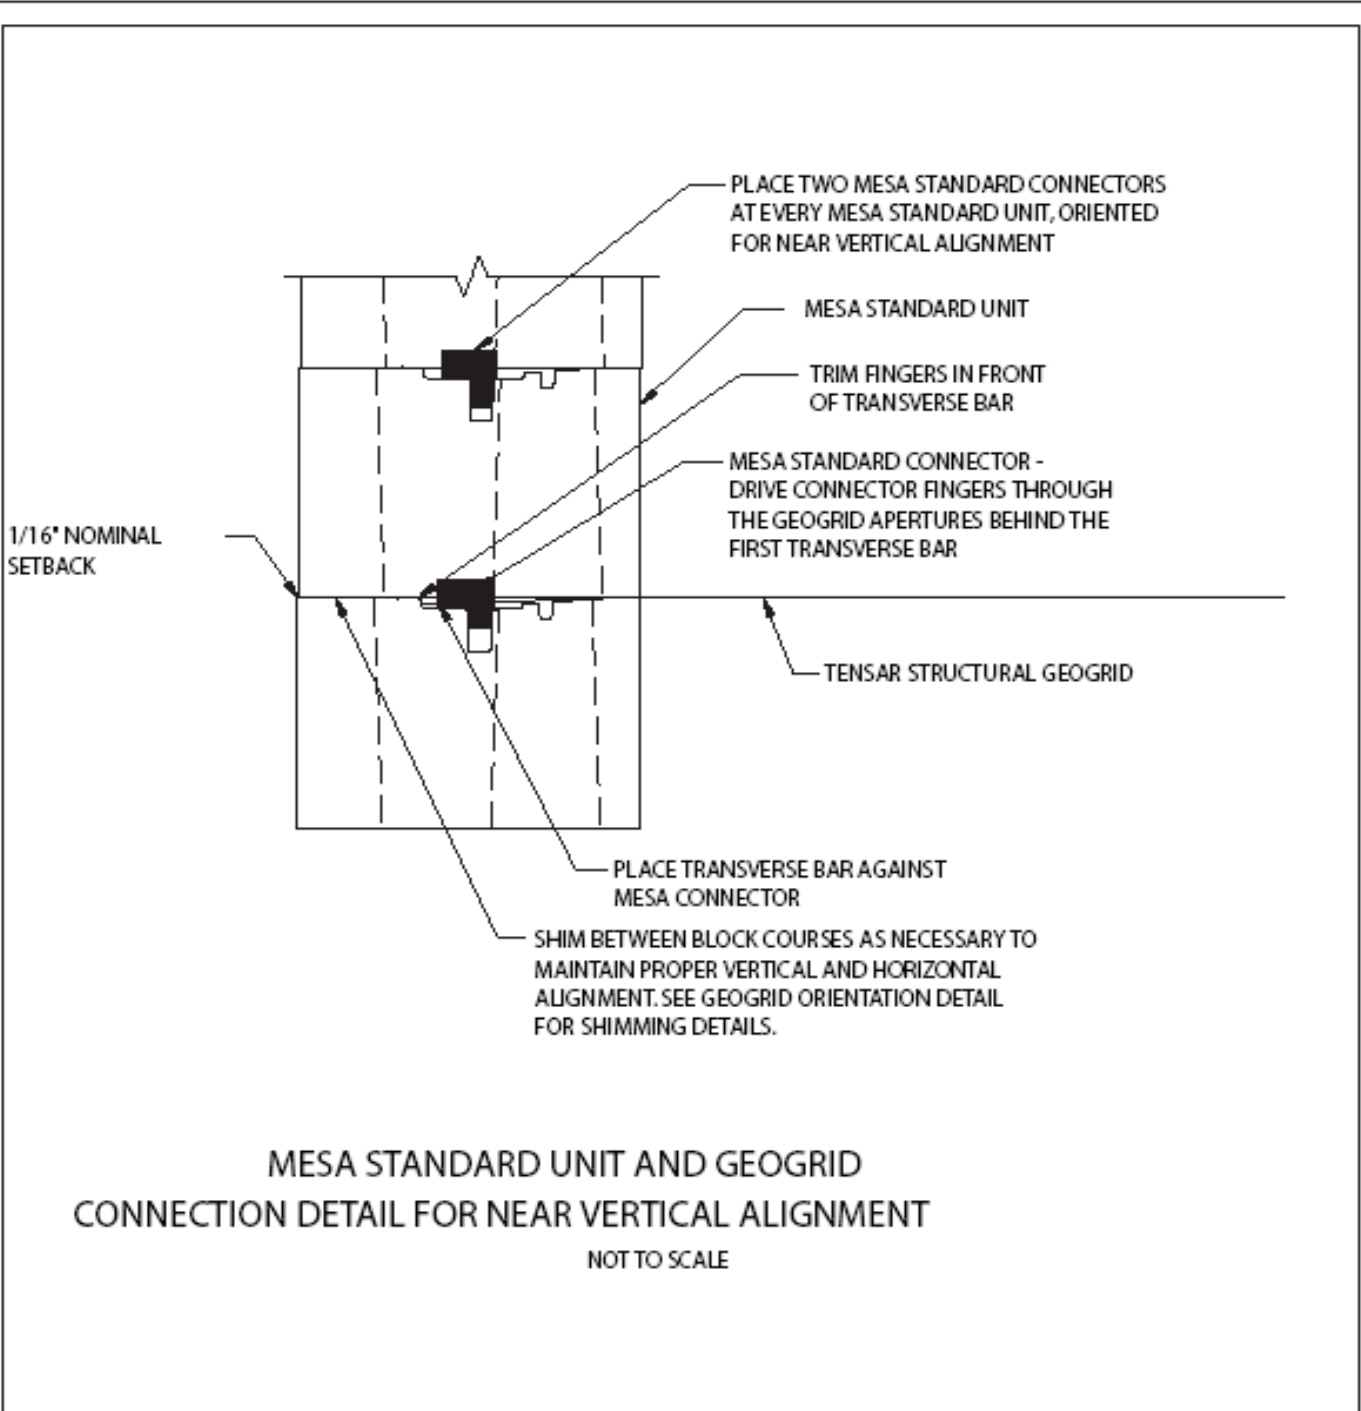 PLACE TWO MESA STANDARD CONNECTORS
AT EVERY MESA STANDARD UNIT, ORIENTED
FOR NEAR VERTICAL ALIGNMENT
MESA STANDARD UNIT
TRIM FINGERS IN FRONT
OF TRANSVERSE BAR
MESA STANDARD CONNECTOR -
DRIVE CONNECTOR FINGERS THROUGH
THE GEOGRID APERTURES BEHIND THE
FIRST TRANSVERSE BAR
1/16" NOMINAL
SETBACK
TENSAR STRUCTURAL GEOGRID
PLACE TRANSVERSE BAR AGAINST
MESA CONNECTOR
SHIM BETWEEN BLOCK COURSES AS NECESSARY TO
MAINTAIN PROPER VERTICAL AND HORIZONTAL
ALIGNMENT. SEE GEOGRID ORIENTATION DETAIL
FOR SHIMMING DETAILS.
MESA STANDARD UNIT AND GEOGRID
CONNECTION DETAIL FOR NEAR VERTICAL ALIGNMENT
NOT TO SCALE